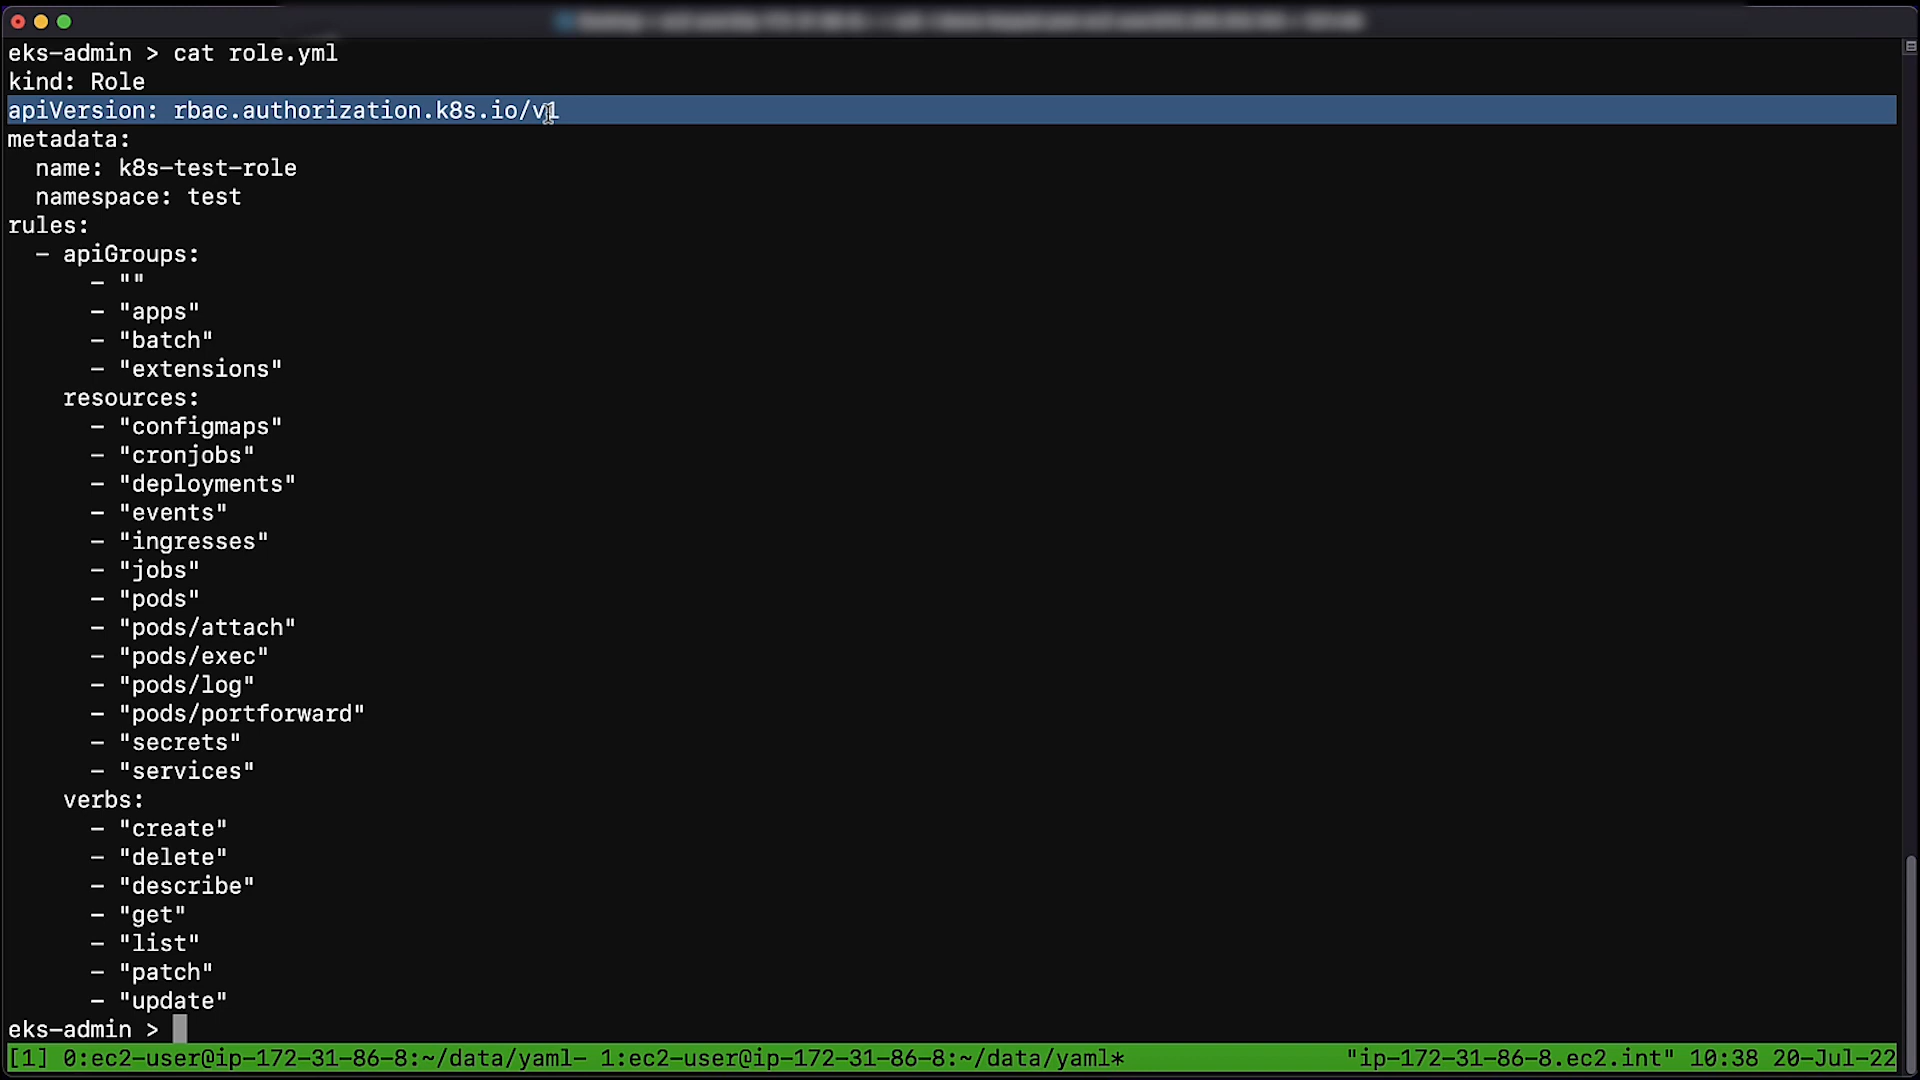 eks-admin > cat role.yml
kind: Role
apiVersion: rbac.authorization.k8s.io/v1
metadata:
  name: k8s-test-role
  namespace: test
rules:
  - apiGroups:
      - ""
      - "apps"
      - "batch"
      - "extensions"
    resources:
      - "configmaps"
      - "cronjobs"
      - "deployments"
      - "events"
      - "ingresses"
      - "jobs"
      - "pods"
      - "pods/attach"
      - "pods/exec"
      - "pods/log"
      - "pods/portforward"
      - "secrets"
      - "services"
    verbs:
      - "create"
      - "delete"
      - "describe"
      - "get"
      - "list"
      - "patch"
      - "update"
eks-admin >
[1] 0:ec2-user@ip-172-31-86-8:~/data/yaml- 1:ec2-user@ip-172-31-86-8:~/data/yaml* "ip-172-31-86-8.ec2.int" 10:38 20-Jul-22